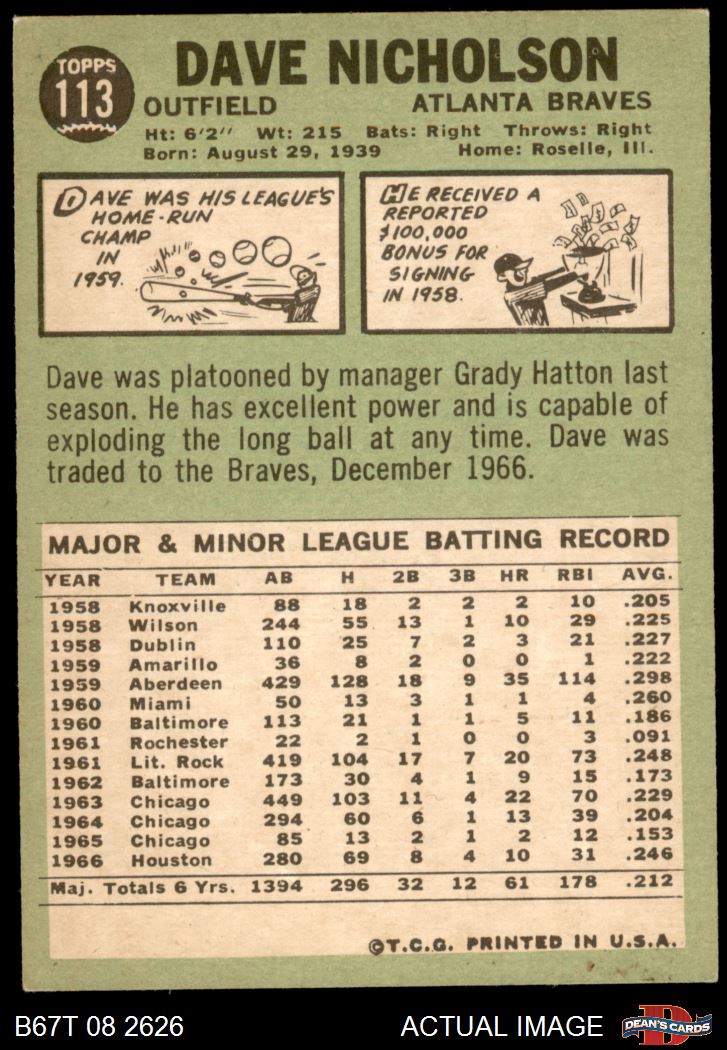 TOPPS
113
DAVE NICHOLSON
OUTFIELD ATLANTA BRAVES
Ht: 6'2" Wt: 215 Bats: Right Throws: Right
Born: August 29, 1939 Home: Roselle, Ill.
DAVE WAS HIS LEAGUE'S
HOME-RUN
CHAMP
IN
1959.
HE RECEIVED A
REPORTED
$100,000
BONUS FOR
SIGNING
IN 1958.
Dave was platooned by manager Grady Hatton last
season. He has excellent power and is capable of
exploding the long ball at any time. Dave was
traded to the Braves, December 1966.
MAJOR & MINOR LEAGUE BATTING RECORD
YEAR TEAM AB H 2B 3B HR RBI AVG.
1958 Knoxville 88 18 2 2 2 10 .205
1958 Wilson 244 55 13 1 10 29 .225
1958 Dublin 110 25 7 2 3 21 .227
1959 Amarillo 36 8 2 0 0 1 .222
1959 Aberdeen 429 128 18 9 35 114 .298
1960 Miami 50 13 3 1 1 4 .260
1960 Baltimore 113 21 1 1 5 11 .186
1961 Rochester 22 2 1 0 0 3 .091
1961 Lit. Rock 419 104 17 7 20 73 .248
1962 Baltimore 173 30 4 1 9 15 .173
1963 Chicago 449 103 11 4 22 70 .229
1964 Chicago 294 60 6 1 13 39 .204
1965 Chicago 85 13 2 1 2 12 .153
1966 Houston 280 69 8 4 10 31 .246
Maj. Totals 6 Yrs. 1394 296 32 12 61 178 .212
©T.C.G. PRINTED IN U.S.A.
B67T 08 2626 ACTUAL IMAGE
D
DEAN'S CARDS